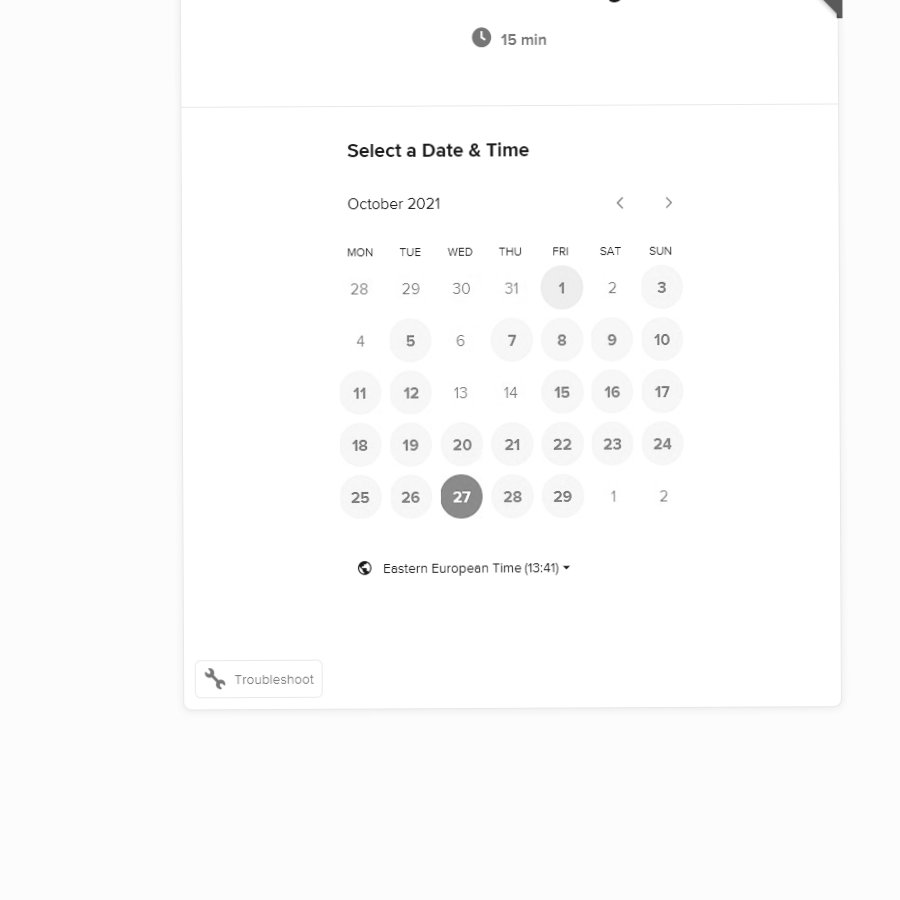 15 min
Select a Date & Time
October 2021
MON TUE WED THU FRI SAT SUN
28 29 30 31 1 2 3
4 5 6 7 8 9 10
11 12 13 14 15 16 17
18 19 20 21 22 23 24
25 26 27 28 29 1 2
Eastern European Time (13:41)
Troubleshoot